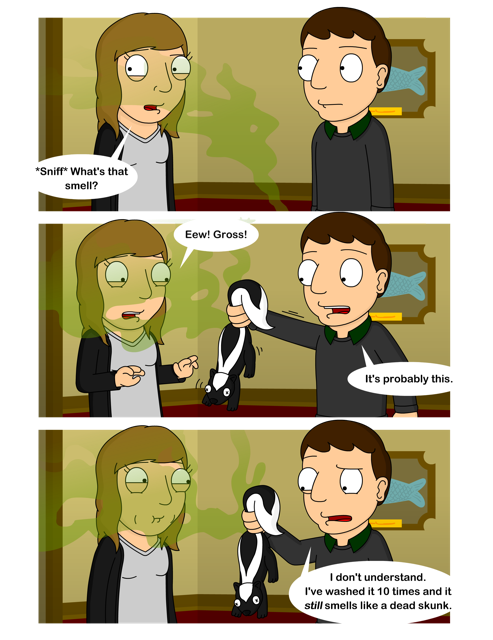 *Sniff* What's that
smell?
Eew! Gross!
It's probably this.
I don't understand.
I've washed it 10 times and it
still smells like a dead skunk.